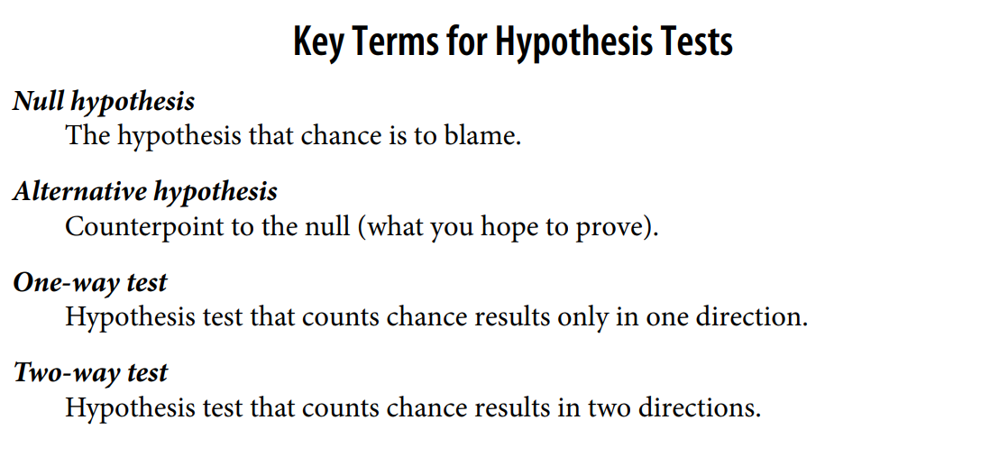 Key Terms for Hypothesis Tests
Null hypothesis
The hypothesis that chance is to blame.
Alternative hypothesis
Counterpoint to the null (what you hope to prove).
One-way test
Hypothesis test that counts chance results only in one direction.
Two-way test
Hypothesis test that counts chance results in two directions.